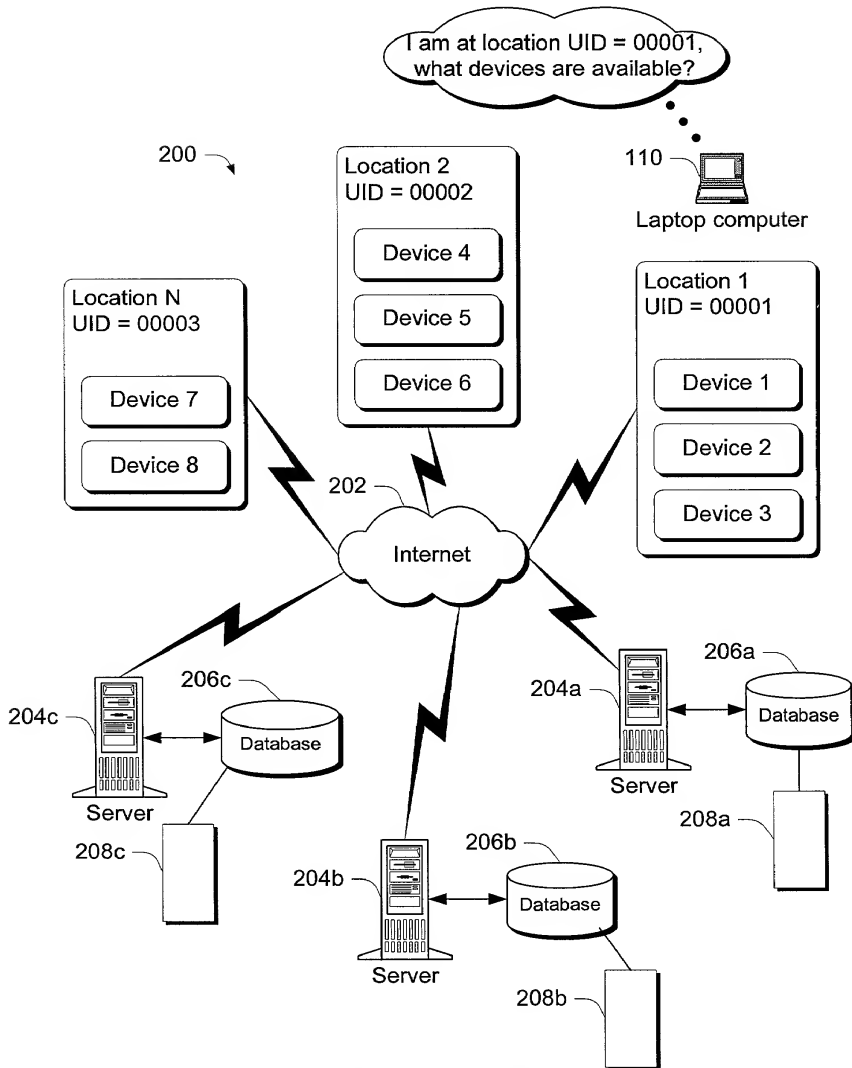 I am at location UID = 00001,
what devices are available?
200
110
Laptop computer
Location 2
UID = 00002
Device 4
Device 5
Device 6
Location N
UID = 00003
Device 7
Device 8
Location 1
UID = 00001
Device 1
Device 2
Device 3
202
Internet
204c
206c
Database
Server
208c
204b
206b
Database
Server
208b
204a
206a
Database
Server
208a